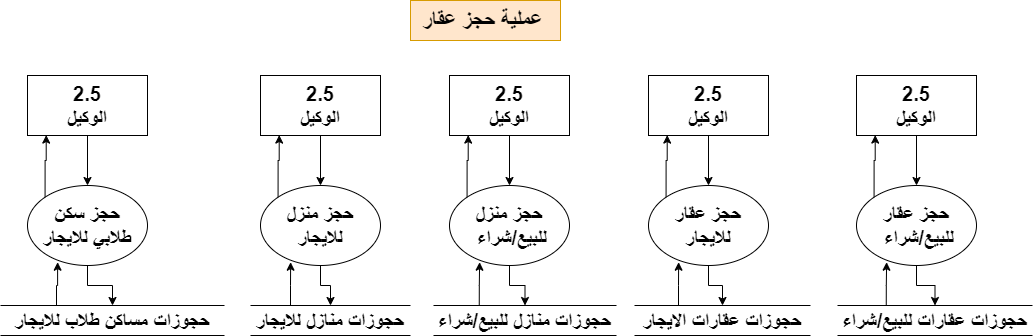 عملية حجز عقار
2.5
الوكيل
2.5
الوكيل
2.5
الوكيل
2.5
الوكيل
2.5
الوكيل
حجز عقار
للبيع/شراء
حجز عقار
للايجار
حجز منزل
للبيع/شراء
حجز منزل
للايجار
حجز سكن
طلابي للايجار
حجوزات عقارات للبيع/شراء
حجوزات عقارات الايجار
حجوزات منازل للبيع/شراء
حجوزات منازل للايجار
حجوزات مساكن طلاب للايجار